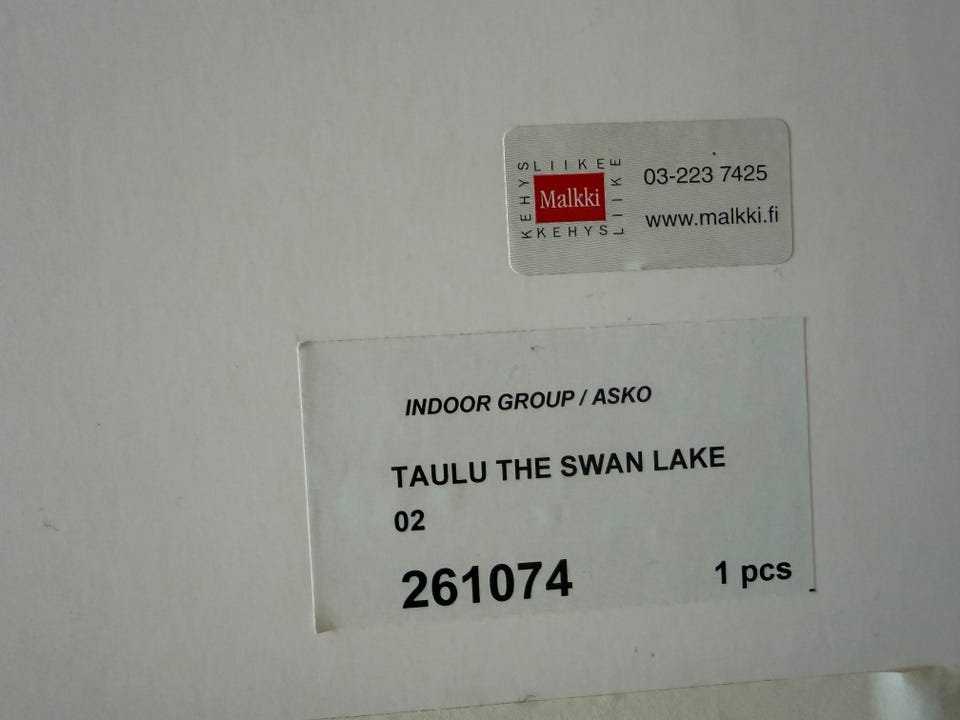 KEHYS LIIKE
Malkki
KEHYS LIIKE
03-223 7425
www.malkki.fi
INDOOR GROUP / ASKO
TAULU THE SWAN LAKE
02
261074 1 pcs